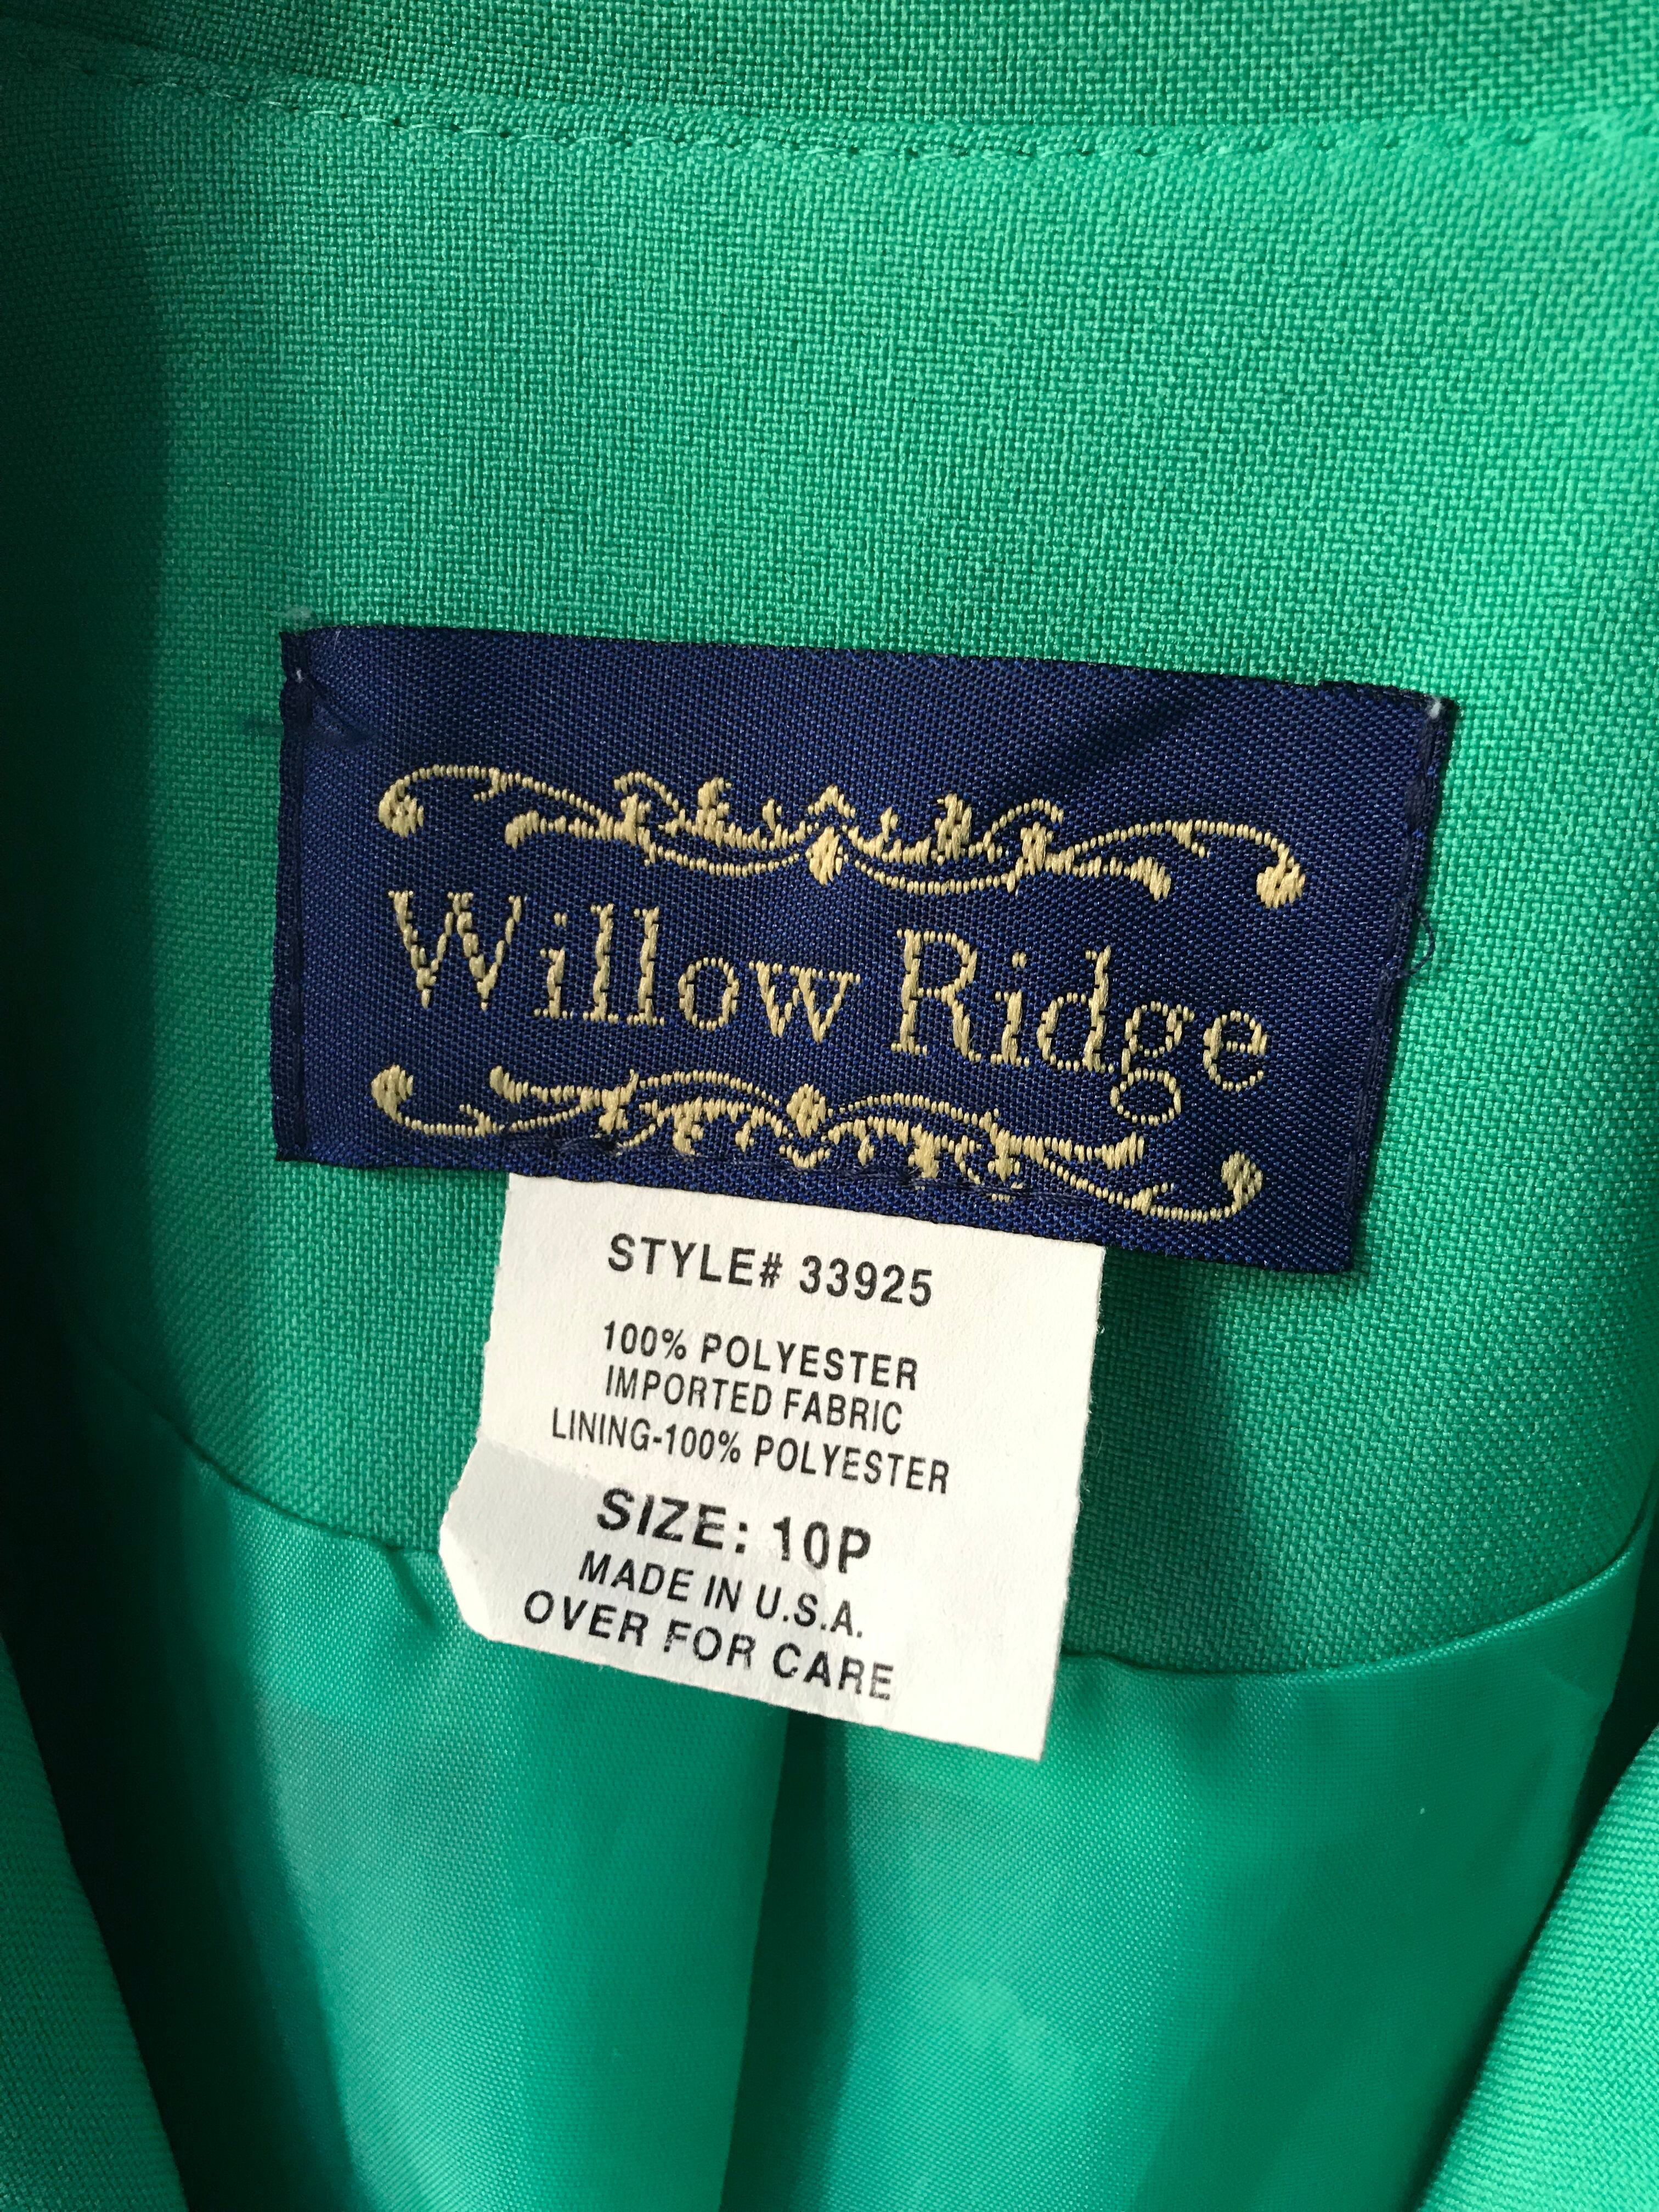 Willow Ridge
STYLE# 33925
100% POLYESTER
IMPORTED FABRIC
LINING-100% POLYESTER
SIZE: 10P
MADE IN U.S.A.
OVER FOR CARE